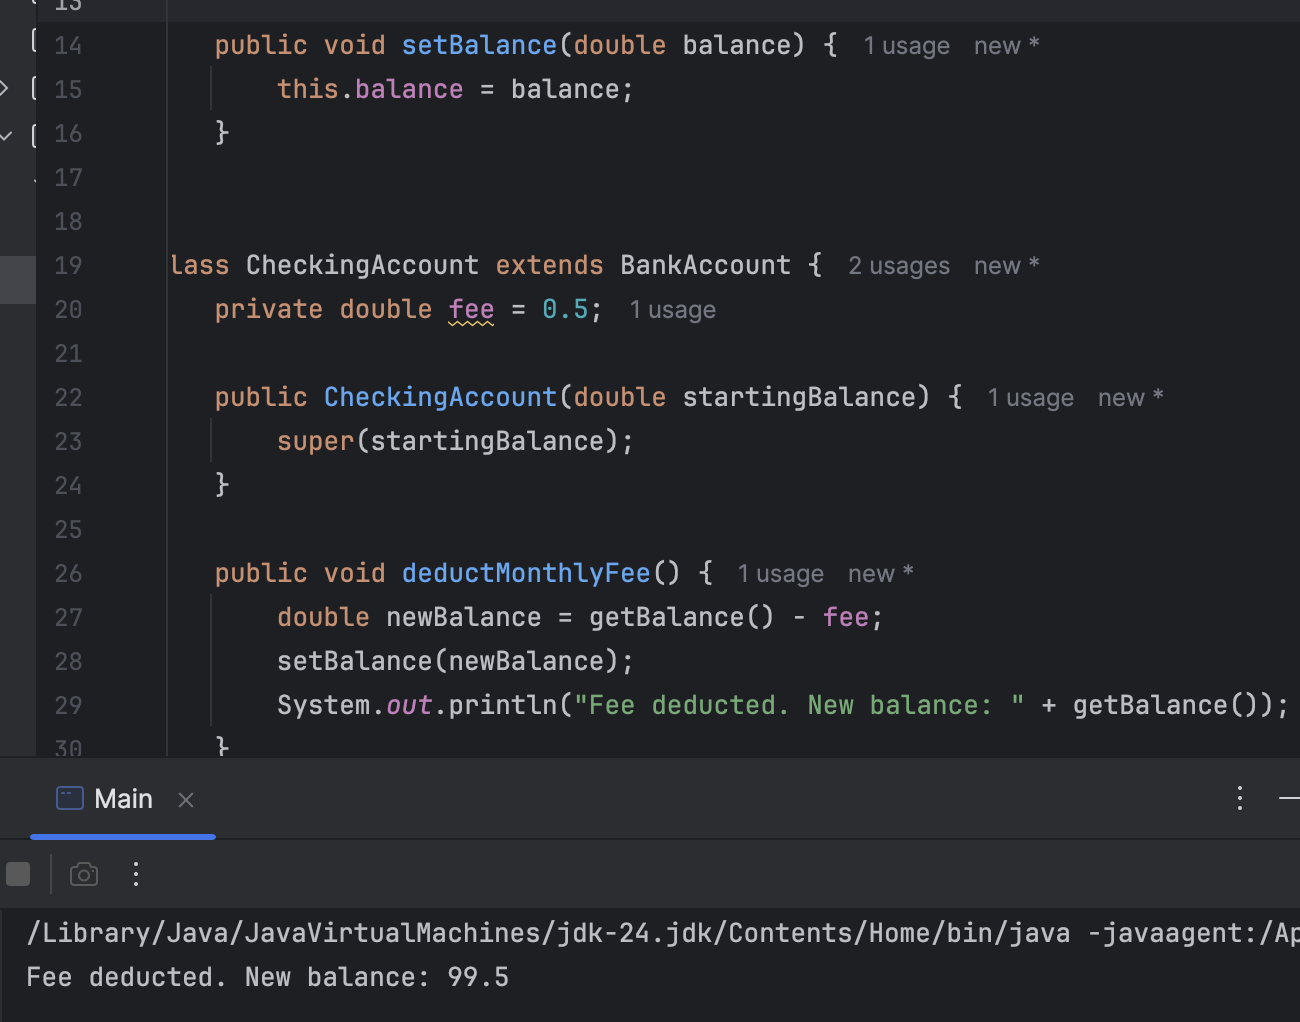 13
14 public void setBalance(double balance) { 1 usage new *
15 this.balance = balance;
16 }
17
18
19 lass CheckingAccount extends BankAccount { 2 usages new *
20 private double fee = 0.5; 1 usage
21
22 public CheckingAccount(double startingBalance) { 1 usage new *
23 super(startingBalance);
24 }
25
26 public void deductMonthlyFee() { 1 usage new *
27 double newBalance = getBalance() - fee;
28 setBalance(newBalance);
29 System.out.println("Fee deducted. New balance: " + getBalance());
30 }
Main
/Library/Java/JavaVirtualMachines/jdk-24.jdk/Contents/Home/bin/java -javaagent:/Ap
Fee deducted. New balance: 99.5